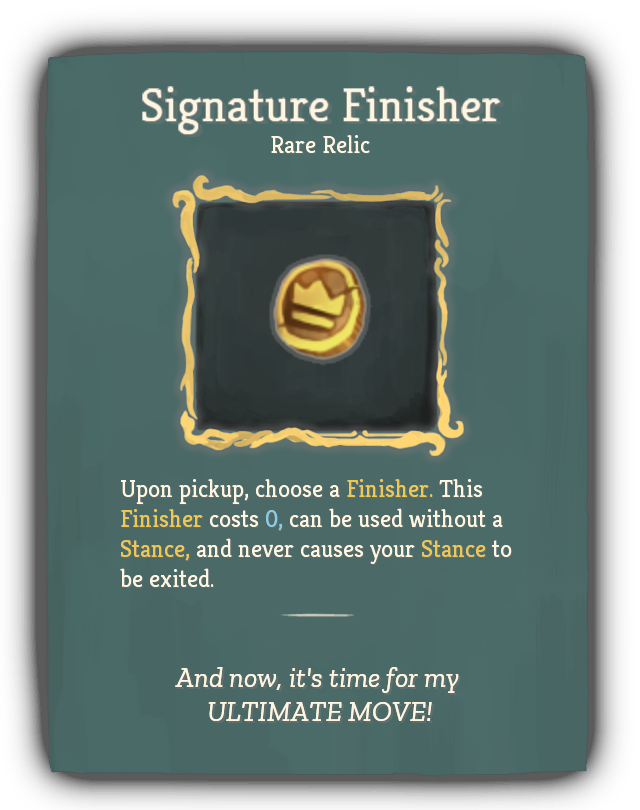 Signature Finisher
Rare Relic
Upon pickup, choose a Finisher. This
Finisher costs 0, can be used without a
Stance, and never causes your Stance to
be exited.
And now, it's time for my
ULTIMATE MOVE!